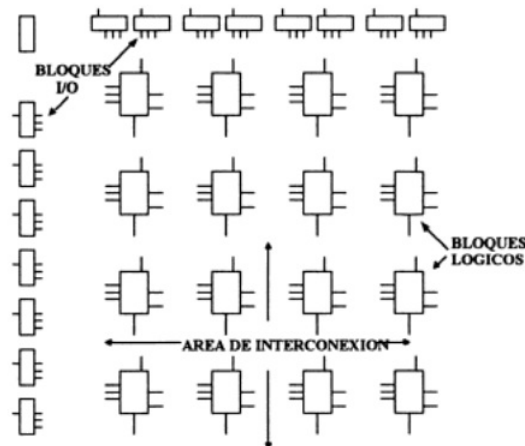 BLOQUES
I/O
BLOQUES
LOGICOS
AREA DE INTERCONEXION